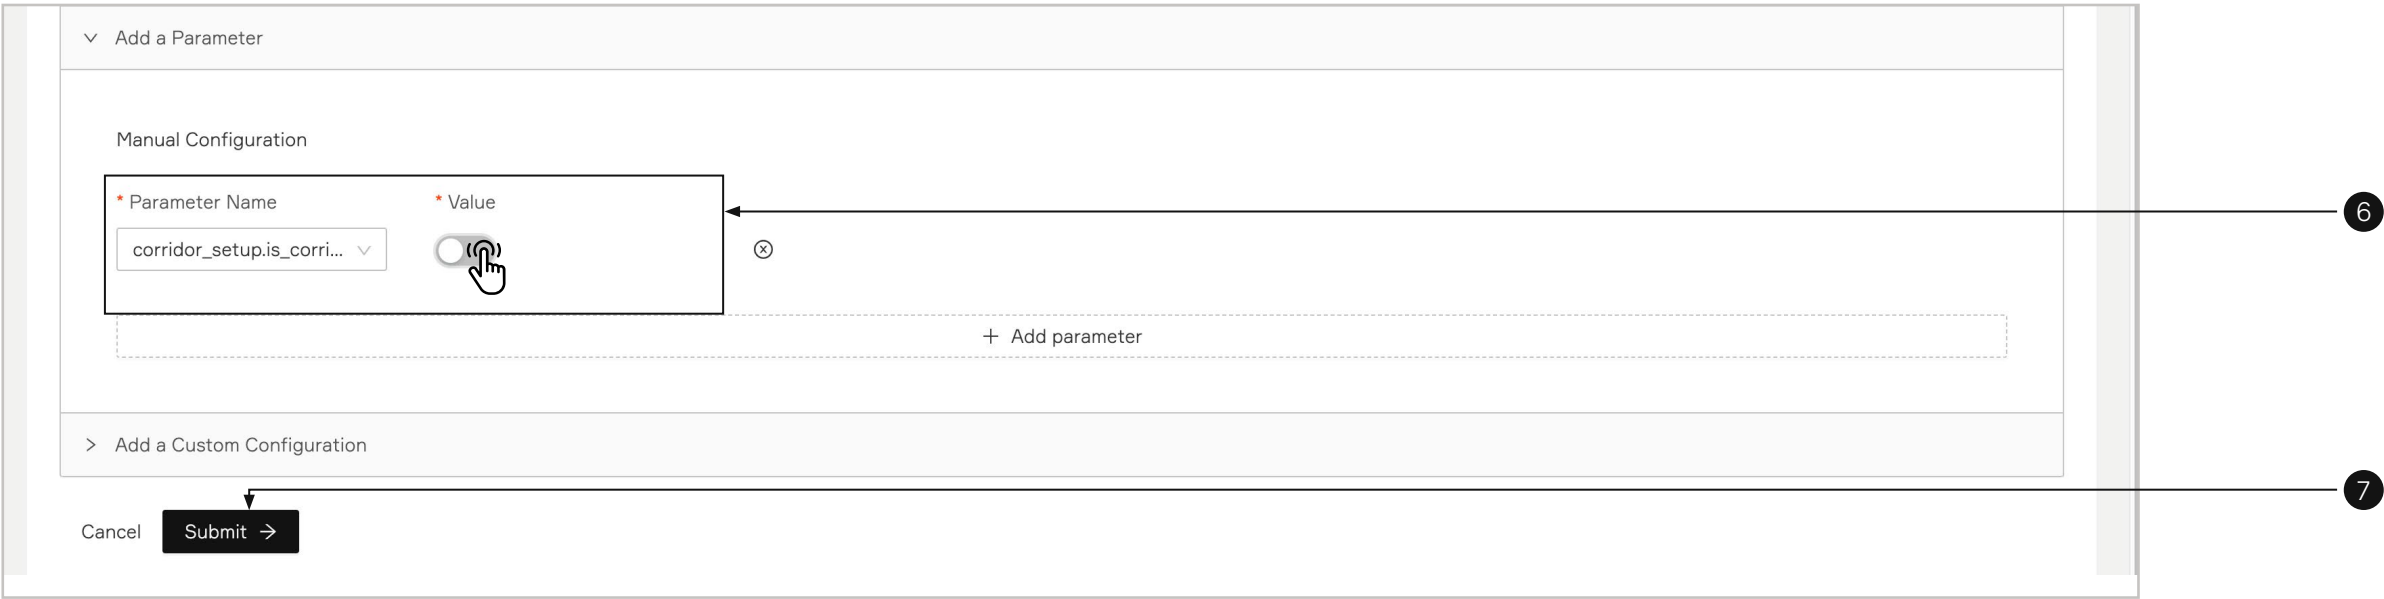 Add a Parameter
Manual Configuration
* Parameter Name * Value
corridor_setup.is_corri...
6
+ Add parameter
Add a Custom Configuration
7
Cancel Submit →